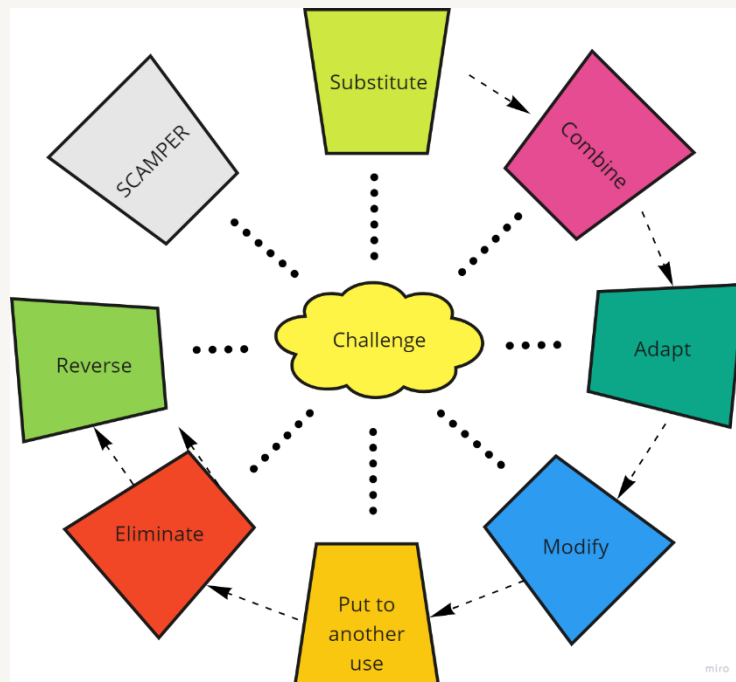 Substitute
Combine
Adapt
Modify
Put to
another
use
Eliminate
Reverse
SCAMPER
Challenge
miro